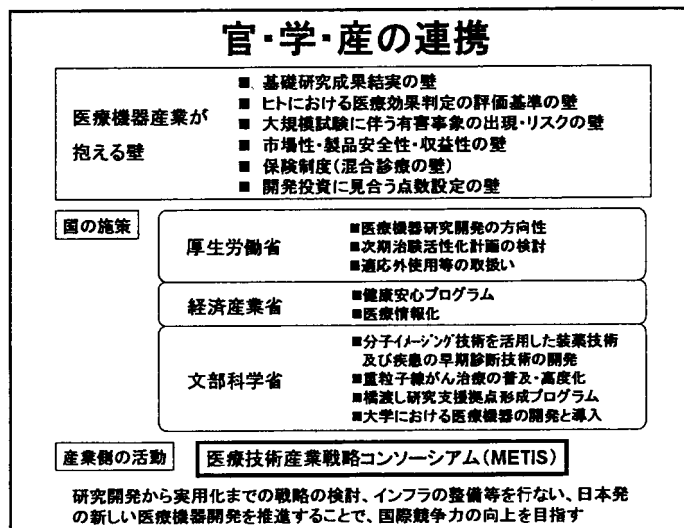 官・学・産の連携
医療機器産業が
抱える壁
■ 基礎研究成果結実の壁
■ ヒトにおける医療効果判定の評価基準の壁
■ 大規模試験に伴う有害事象の出現・リスクの壁
■ 市場性・製品安全性・収益性の壁
■ 保険制度(混合診療の壁)
■ 開発投資に見合う点数設定の壁
国の施策
厚生労働省
■医療機器研究開発の方向性
■次期治験活性化計画の検討
■適応外使用等の取扱い
経済産業省
■健康安心プログラム
■医療情報化
文部科学省
■分子イメージング技術を活用した装薬技術
及び疾患の早期診断技術の開発
■重粒子線がん治療の普及・高度化
■橋渡し研究支援拠点形成プログラム
■大学における医療機器の開発と導入
産業側の活動
医療技術産業戦略コンソーシアム(METIS)
研究開発から実用化までの戦略の検討、インフラの整備等を行ない、日本発
の新しい医療機器開発を推進することで、国際競争力の向上を目指す